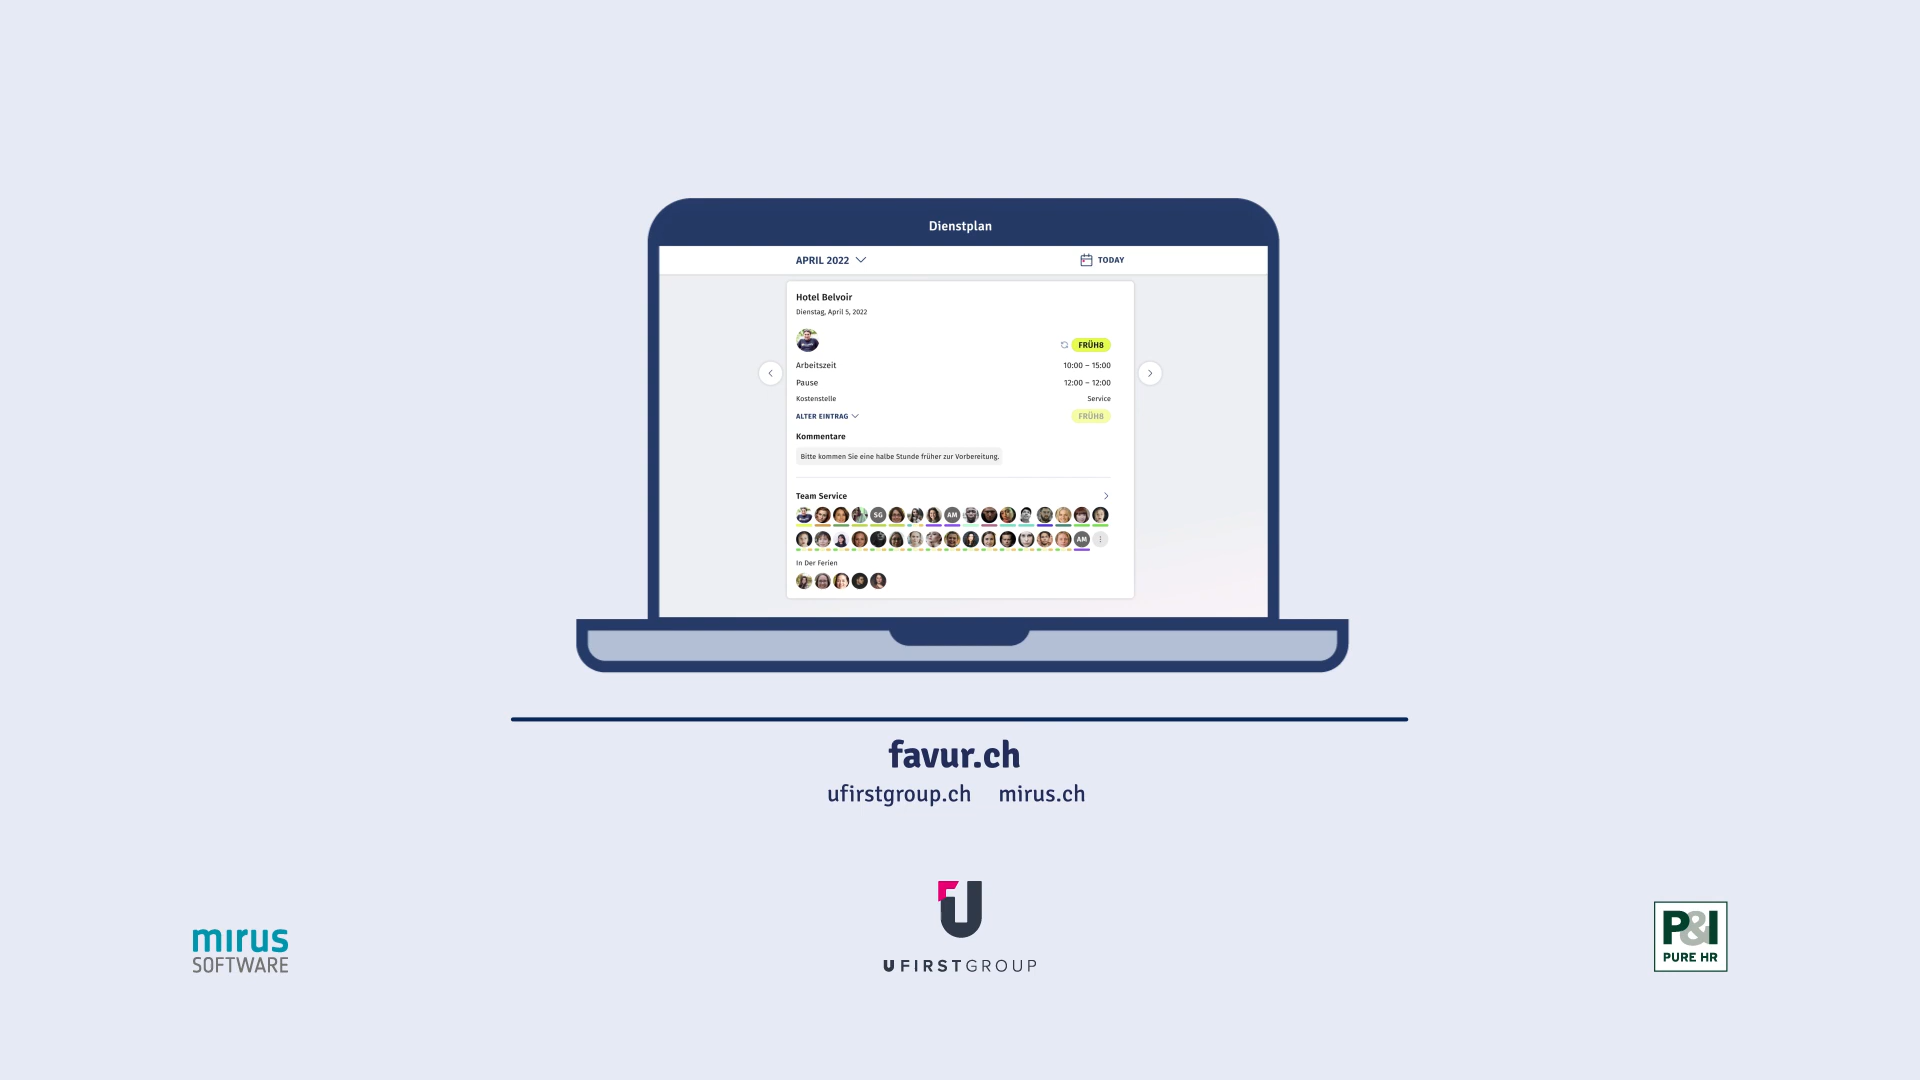 Dienstplan
APRIL 2022
TODAY
Hotel Belvoir
Dienstag, April 5, 2022
FRÜH8
Arbeitszeit 10:00 – 15:00
Pause 12:00 – 12:00
Kostenstelle Service
ALTER EINTRAG FRÜH8
Kommentare
Bitte kommen Sie eine halbe Stunde früher zur Vorbereitung.
Team Service
SG AM
AM
In Der Ferien
favur.ch
ufirstgroup.ch mirus.ch
mirus
SOFTWARE
UFIRSTGROUP
P&I
PURE HR